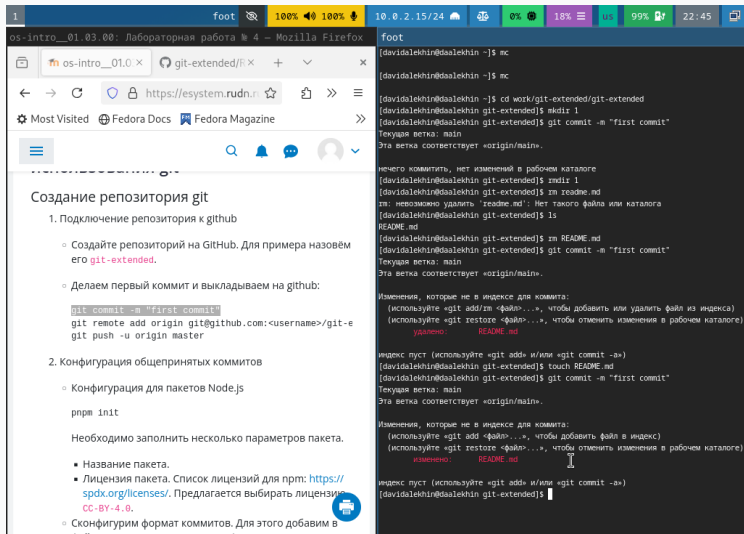 1
foot
100% 100%
10.0.2.15/24
0%
18%
us
99%
22:45
os-intro__01.03.00: Лабораторная работа № 4 — Mozilla Firefox
foot
os-intro__01.0
git-extended/R
https://esystem.rudn.r
Most Visited
Fedora Docs
Fedora Magazine
использования git
Создание репозитория git
1. Подключение репозитория к github
Создайте репозиторий на GitHub. Для примера назовём
его git-extended.
Делаем первый коммит и выкладываем на github:
git commit -m "first commit"
git remote add origin git@github.com:<username>/git-e
git push -u origin master
2. Конфигурация общепринятых коммитов
Конфигурация для пакетов Node.js
pnpm init
Необходимо заполнить несколько параметров пакета.
Название пакета.
Лицензия пакета. Список лицензий для npm: https://
spdx.org/licenses/. Предлагается выбирать лицензию
CC-BY-4.0.
Сконфигурим формат коммитов. Для этого добавим в
[davidalekhin@daalekhin ~]$ mc
[davidalekhin@daalekhin ~]$ mc
[davidalekhin@daalekhin ~]$ cd work/git-extended/git-extended
[davidalekhin@daalekhin git-extended]$ mkdir 1
[davidalekhin@daalekhin git-extended]$ git commit -m "first commit"
Текущая ветка: main
Эта ветка соответствует «origin/main».
нечего коммитить, нет изменений в рабочем каталоге
[davidalekhin@daalekhin git-extended]$ rmdir 1
[davidalekhin@daalekhin git-extended]$ rm readme.md
rm: невозможно удалить 'readme.md': Нет такого файла или каталога
[davidalekhin@daalekhin git-extended]$ ls
README.md
[davidalekhin@daalekhin git-extended]$ rm README.md
[davidalekhin@daalekhin git-extended]$ git commit -m "first commit"
Текущая ветка: main
Эта ветка соответствует «origin/main».
Изменения, которые не в индексе для коммита:
(используйте «git add/rm <файл>...», чтобы добавить или удалить файл из индекса)
(используйте «git restore <файл>...», чтобы отменить изменения в рабочем каталоге)
удалено: README.md
индекс пуст (используйте «git add» и/или «git commit -a»)
[davidalekhin@daalekhin git-extended]$ touch README.md
[davidalekhin@daalekhin git-extended]$ git commit -m "first commit"
Текущая ветка: main
Эта ветка соответствует «origin/main».
Изменения, которые не в индексе для коммита:
(используйте «git add <файл>...», чтобы добавить файл в индекс)
(используйте «git restore <файл>...», чтобы отменить изменения в рабочем каталоге)
изменено: README.md
индекс пуст (используйте «git add» и/или «git commit -a»)
[davidalekhin@daalekhin git-extended]$